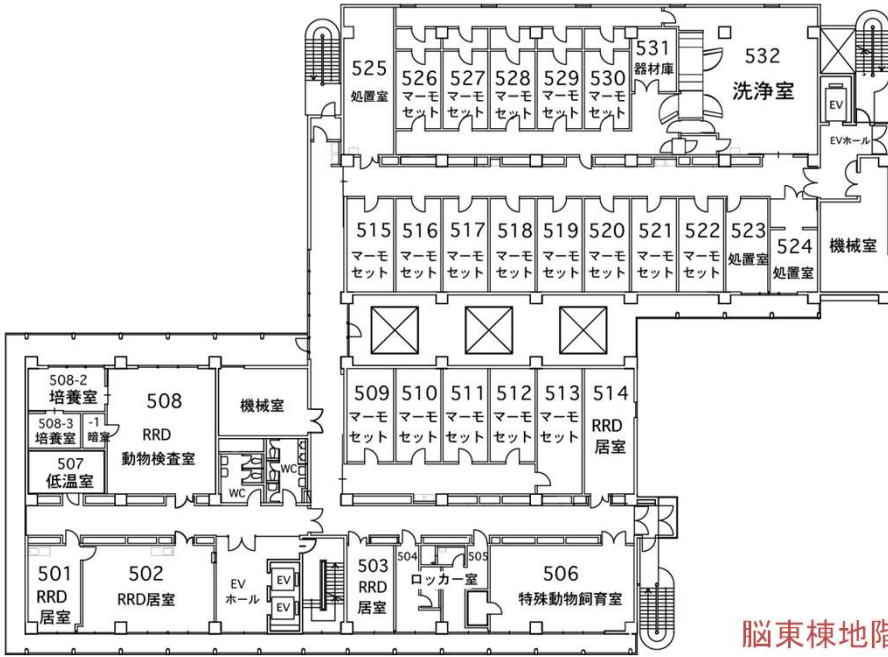 525
処置室
526
マーモ
セット
527
マーモ
セット
528
マーモ
セット
529
マーモ
セット
530
マーモ
セット
531
器材庫
532
洗浄室
EV
EVホール
515
マーモ
セット
516
マーモ
セット
517
マーモ
セット
518
マーモ
セット
519
マーモ
セット
520
マーモ
セット
521
マーモ
セット
522
マーモ
セット
523
処置室
524
処置室
機械室
508-2
培養室
508-3
培養室
-1
暗室
507
低温室
508
RRD
動物検査室
機械室
WC
WC
509
マーモ
セット
510
マーモ
セット
511
マーモ
セット
512
マーモ
セット
513
マーモ
セット
514
RRD
居室
501
RRD
居室
502
RRD居室
EV
ホール
EV
EV
503
RRD
居室
504
505
ロッカー室
506
特殊動物飼育室
脳東棟地階